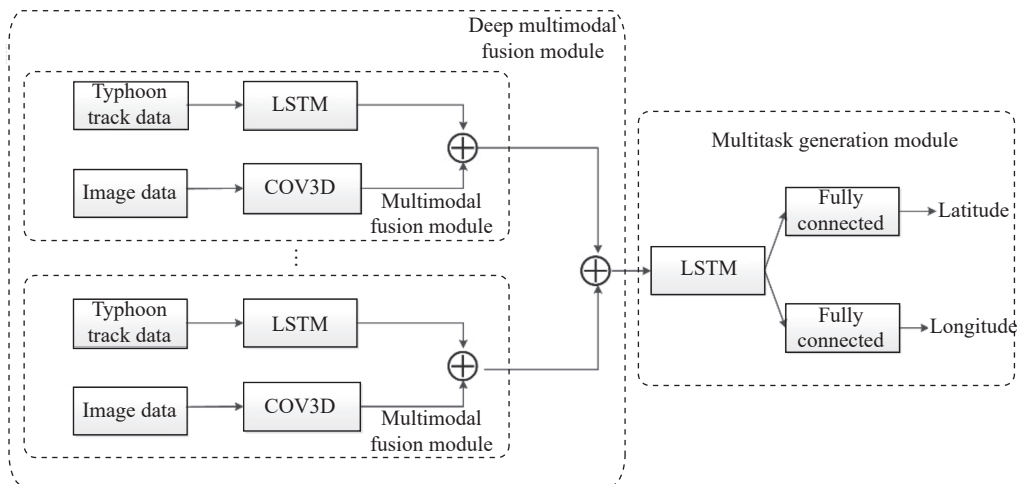 Deep multimodal
fusion module
Typhoon
track data
LSTM
Image data
COV3D
Multimodal
fusion module
...
Typhoon
track data
LSTM
Image data
COV3D
Multimodal
fusion module
Multitask generation module
LSTM
Fully
connected
Latitude
Fully
connected
Longitude